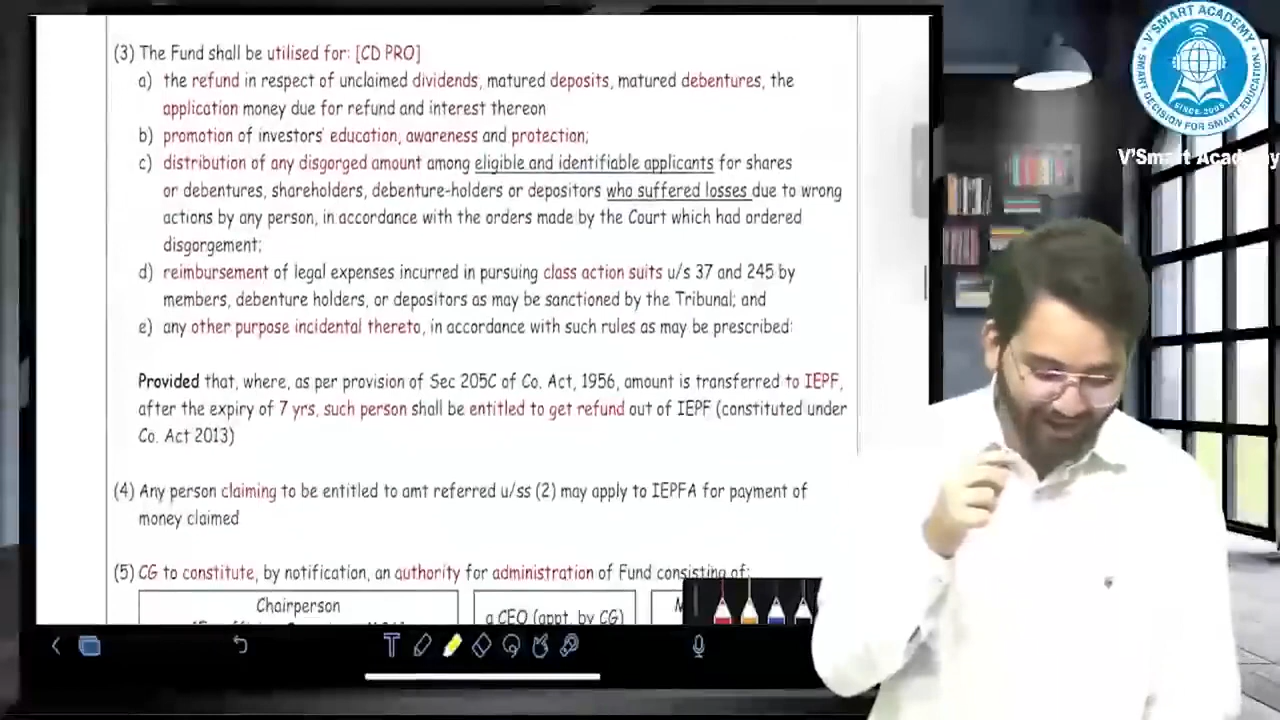 (3) The Fund shall be utilised for: [CD PRO]
a) the refund in respect of unclaimed dividends, matured deposits, matured debentures, the
application money due for refund and interest thereon
b) promotion of investors' education, awareness and protection;
c) distribution of any disgorged amount among eligible and identifiable applicants for shares
or debentures, shareholders, debenture-holders or depositors who suffered losses due to wrong
actions by any person, in accordance with the orders made by the Court which had ordered
disgorgement;
d) reimbursement of legal expenses incurred in pursuing class action suits u/s 37 and 245 by
members, debenture holders, or depositors as may be sanctioned by the Tribunal; and
e) any other purpose incidental thereto, in accordance with such rules as may be prescribed:
Provided that, where, as per provision of Sec 205C of Co. Act, 1956, amount is transferred to IEPF,
after the expiry of 7 yrs, such person shall be entitled to get refund out of IEPF (constituted under
Co. Act 2013)
(4) Any person claiming to be entitled to amt referred u/ss (2) may apply to IEPFA for payment of
money claimed
(5) CG to constitute, by notification, an authority for administration of Fund consisting of:
Chairperson
a CEO (appt. by CG)
V'SMART ACADEMY
SINCE 2005
SMART DECISION FOR SMART EDUCATION
V'Smart Academy